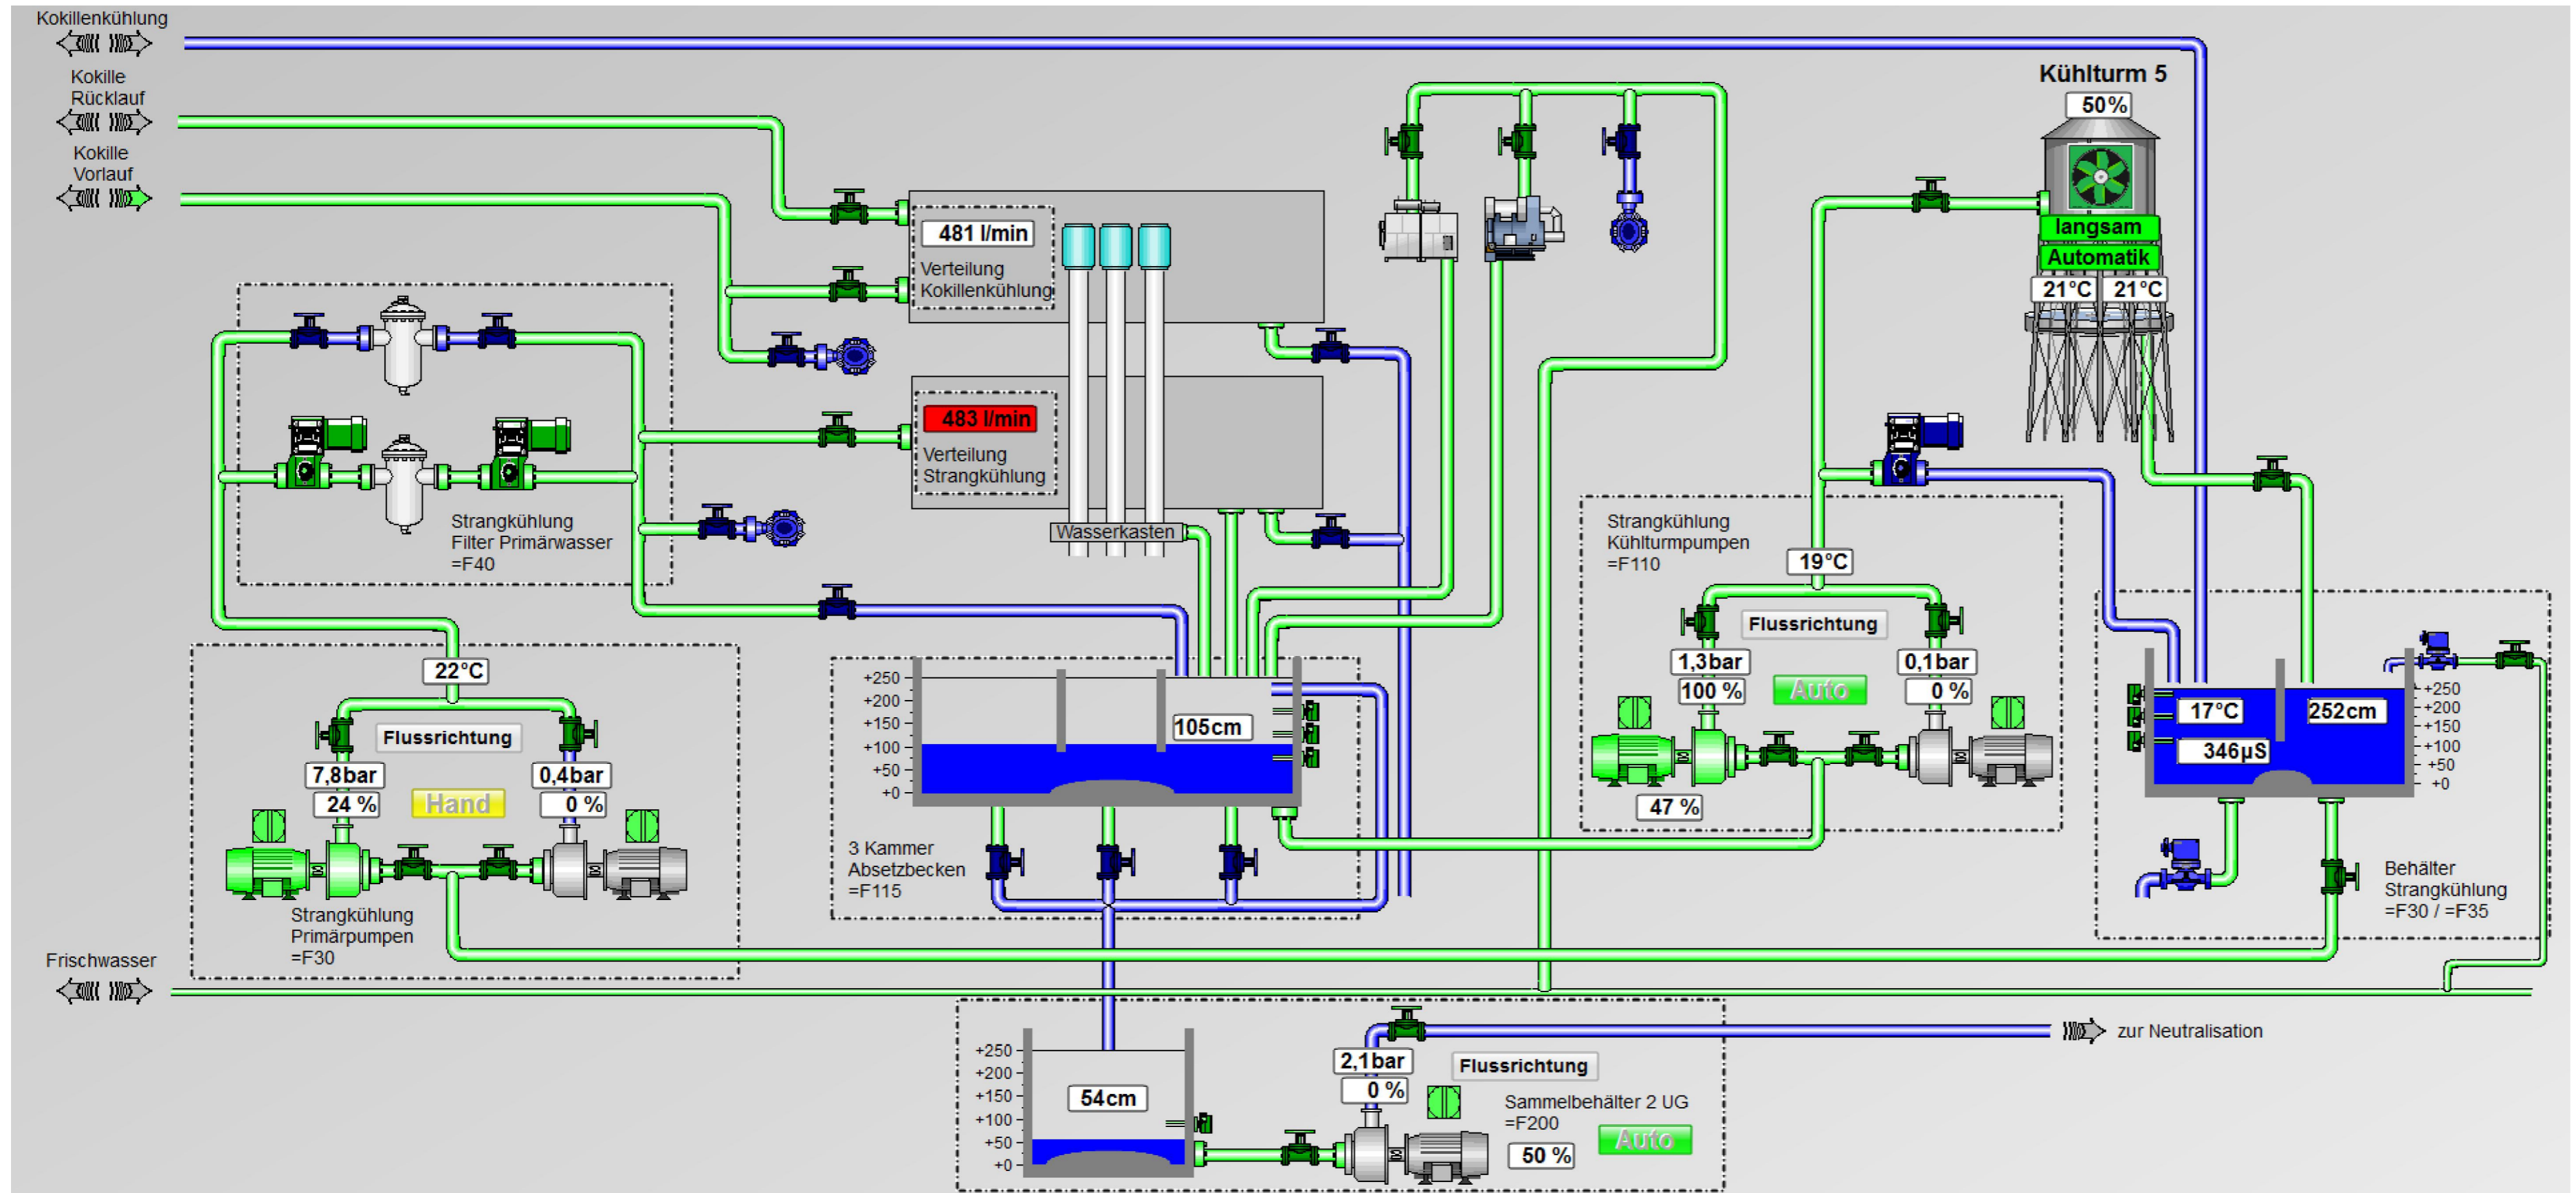 Kokillenkühlung
Kokille
Rücklauf
Kokille
Vorlauf
481 l/min
Verteilung
Kokillenkühlung
483 l/min
Verteilung
Strangkühlung
Wasserkasten
Kühlturm 5
50%
langsam
Automatik
21°C 21°C
Strangkühlung
Filter Primärwasser
=F40
Strangkühlung
Kühlturmpumpen
=F110
19°C
Flussrichtung
1,3bar
100 %
Auto
0,1bar
0 %
47 %
22°C
Flussrichtung
7,8bar
24 %
Hand
0,4bar
0 %
Strangkühlung
Primärpumpen
=F30
+250
+200
+150
+100
+50
+0
105cm
3 Kammer
Absetzbecken
=F115
17°C
252cm
346µS
+250
+200
+150
+100
+50
+0
Behälter
Strangkühlung
=F30 / =F35
Frischwasser
+250
+200
+150
+100
+50
+0
54cm
2,1bar
0 %
Flussrichtung
Sammelbehälter 2 UG
=F200
50 %
Auto
zur Neutralisation